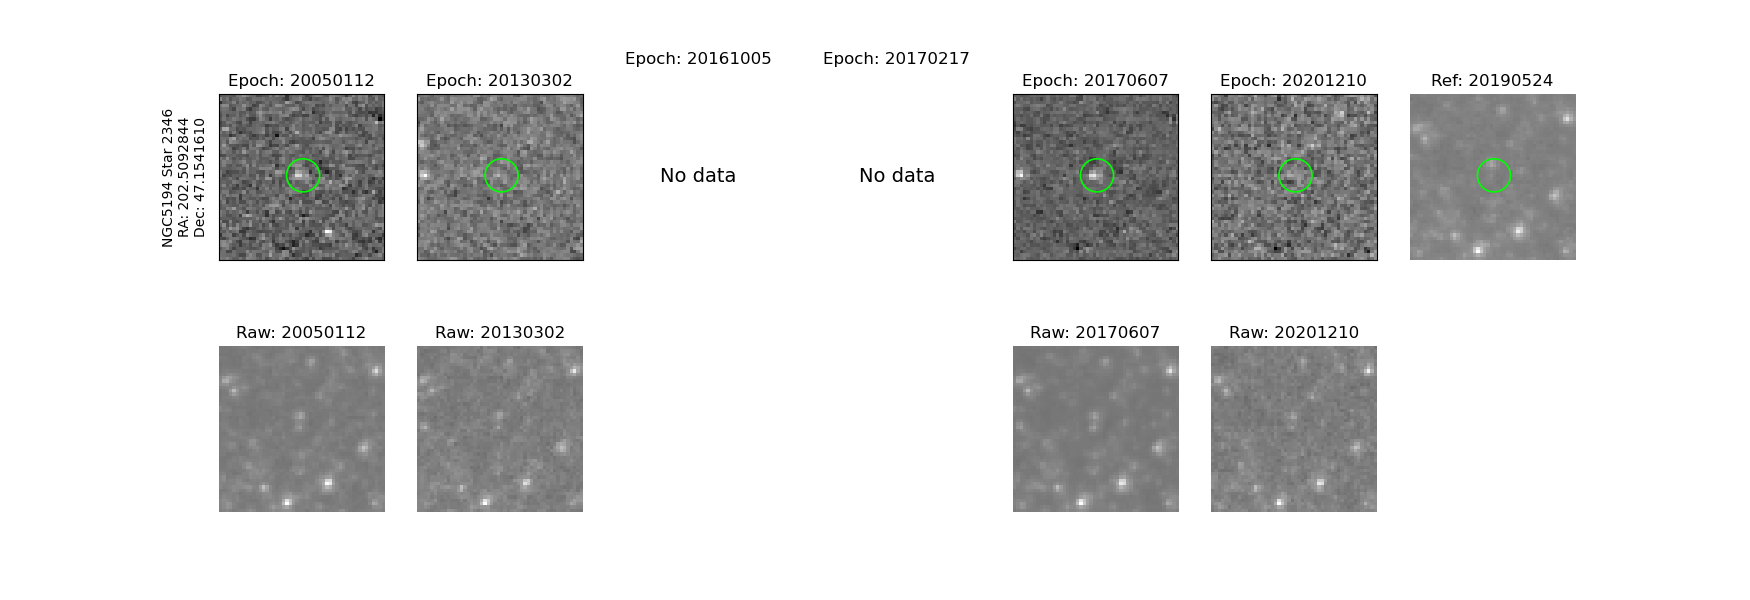 Epoch: 20161005
Epoch: 20170217
Epoch: 20050112
Epoch: 20130302
Epoch: 20170607
Epoch: 20201210
Ref: 20190524
NGC5194 Star 2346
RA: 202.5092844
Dec: 47.1541610
No data
No data
Raw: 20050112
Raw: 20130302
Raw: 20170607
Raw: 20201210